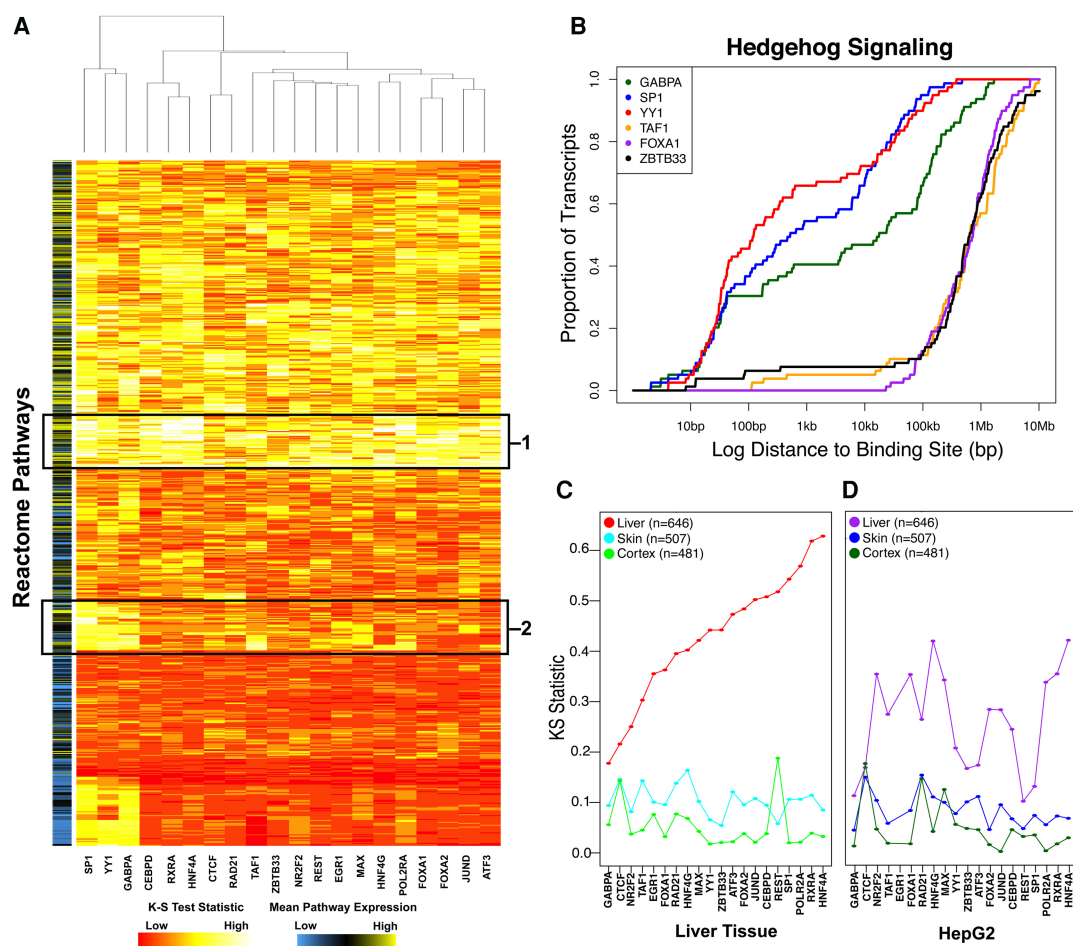 A
Reactome Pathways
1
2
SP1
YY1
GABPA
CEBPD
RXRA
HNF4A
CTCF
RAD21
TAF1
ZBTB33
NR2F2
REST
EGR1
MAX
HNF4G
POL2RA
FOXA1
FOXA2
JUND
ATF3
K-S Test Statistic
Low High
Mean Pathway Expression
Low High
B
Hedgehog Signaling
GABPA
SP1
YY1
TAF1
FOXA1
ZBTB33
Proportion of Transcripts
1.0
0.8
0.6
0.4
0.2
0.0
10bp 100bp 1kb 10kb 100kb 1Mb 10Mb
Log Distance to Binding Site (bp)
C
Liver (n=646)
Skin (n=507)
Cortex (n=481)
KS Statistic
0.6
0.5
0.4
0.3
0.2
0.1
0.0
GABPA
CTCF
NR2F2
TAF1
EGR1
FOXA1
RAD21
HNF4G
MAX
YY1
ZBTB33
ATF3
FOXA2
JUND
CEBPD
REST
SP1
POLR2A
RXRA
HNF4A
Liver Tissue
D
Liver (n=646)
Skin (n=507)
Cortex (n=481)
GABPA
CTCF
NR2F2
TAF1
EGR1
FOXA1
RAD21
HNF4G
MAX
YY1
ZBTB33
ATF3
FOXA2
JUND
CEBPD
REST
SP1
POLR2A
RXRA
HNF4A
HepG2